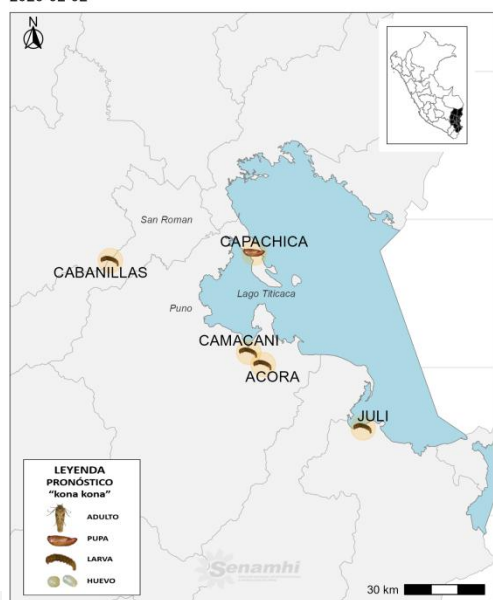 N
San Roman
CAPACHICA
CABANILLAS
Lago Titicaca
Puno
CAMACANI
ACORA
JULI
LEYENDA
PRONÓSTICO
"kona kona"
ADULTO
PUPA
LARVA
HUEVO
Senamhi
30 km